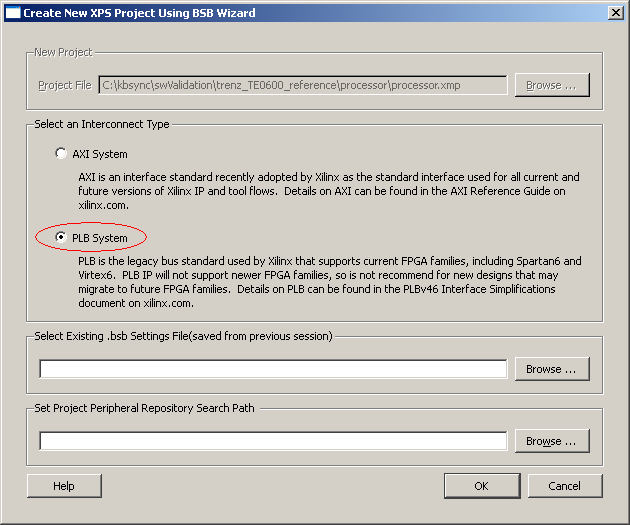 Create New XPS Project Using BSB Wizard
New Project
Project File C:\kbsync\swValidation\trenz_TE0600_reference\processor\processor.xmp Browse ...
Select an Interconnect Type
AXI System
AXI is an interface standard recently adopted by Xilinx as the standard interface used for all current and
future versions of Xilinx IP and tool flows. Details on AXI can be found in the AXI Reference Guide on
xilinx.com.
PLB System
PLB is the legacy bus standard used by Xilinx that supports current FPGA families, including Spartan6 and
Virtex6. PLB IP will not support newer FPGA families, so is not recommend for new designs that may
migrate to future FPGA families. Details on PLB can be found in the PLBv46 Interface Simplifications
document on xilinx.com.
Select Existing .bsb Settings File(saved from previous session)
Browse ...
Set Project Peripheral Repository Search Path
Browse ...
Help OK Cancel